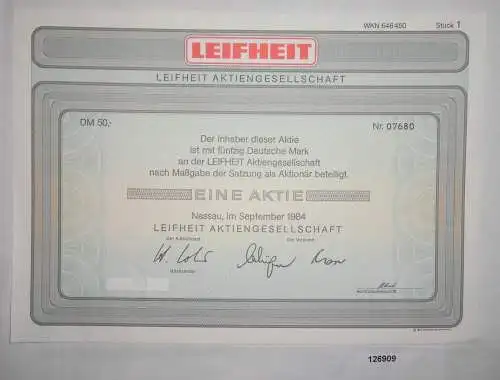 WKN 646450 Stück 1
LEIFHEIT
LEIFHEIT AKTIENGESELLSCHAFT
DM 50,- Nr. 07680
Der Inhaber dieser Aktie
ist mit fünfzig Deutsche Mark
an der LEIFHEIT Aktiengesellschaft
nach Maßgabe der Satzung als Aktionär beteiligt.
EINE AKTIE
Nassau, im September 1984
LEIFHEIT AKTIENGESELLSCHAFT
Der Aufsichtsrat Der Vorstand
126909